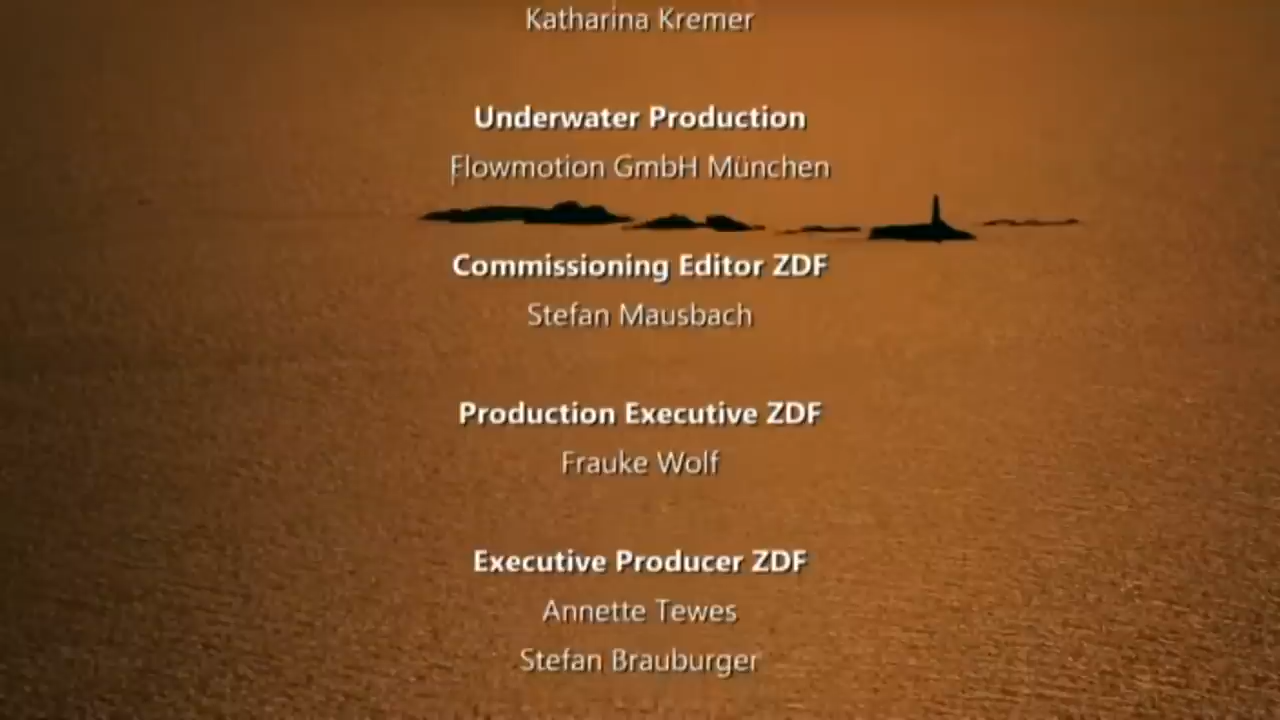 Katharina Kremer
Underwater Production
Flowmotion GmbH München
Commissioning Editor ZDF
Stefan Mausbach
Production Executive ZDF
Frauke Wolf
Executive Producer ZDF
Annette Tewes
Stefan Brauburger